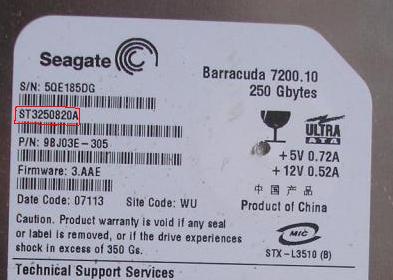 Seagate
Barracuda 7200.10
250 Gbytes
S/N: 5QE185DG
ST3250820A
P/N: 9BJ03E-305
Firmware: 3.AAE
Date Code: 07113 Site Code: WU
ULTRA
ATA
+5V 0.72A
+12V 0.52A
中国产品
Product of China
Caution. Product warranty is void if any seal
or label is removed, or if the drive experiences
shock in excess of 350 Gs.
MIC
STX-L3510 (B)
Technical Support Services